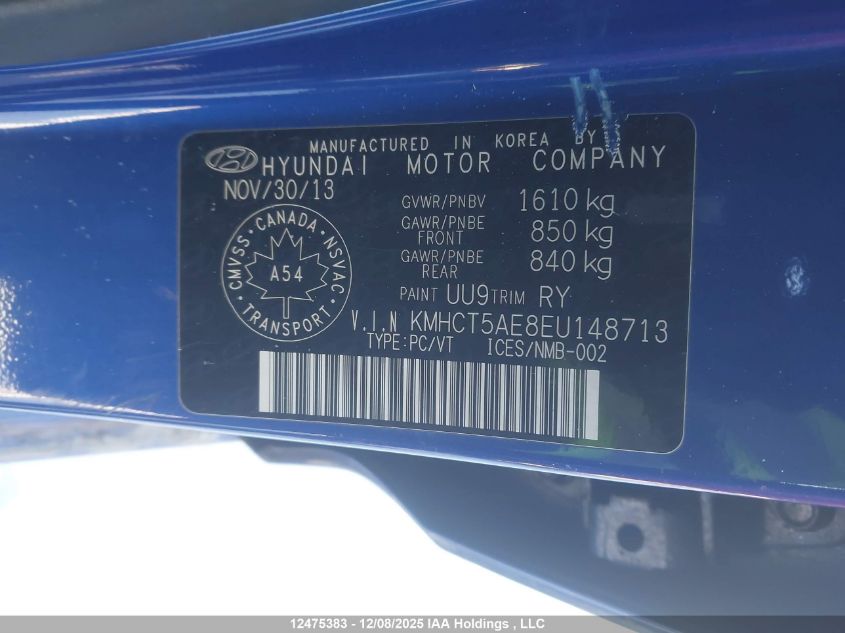 MANUFACTURED IN KOREA BY
HYUNDAI MOTOR COMPANY
NOV/30/13
GVWR/PNBV 1610 kg
GAWR/PNBE FRONT 850 kg
GAWR/PNBE REAR 840 kg
CMVSS · CANADA · NSVAC
A54
TRANSPORT
PAINT UU9 TRIM RY
V.I.N KMHCT5AE8EU148713
TYPE:PC/VT ICES/NMB-002
12475383 - 12/08/2025 IAA Holdings , LLC